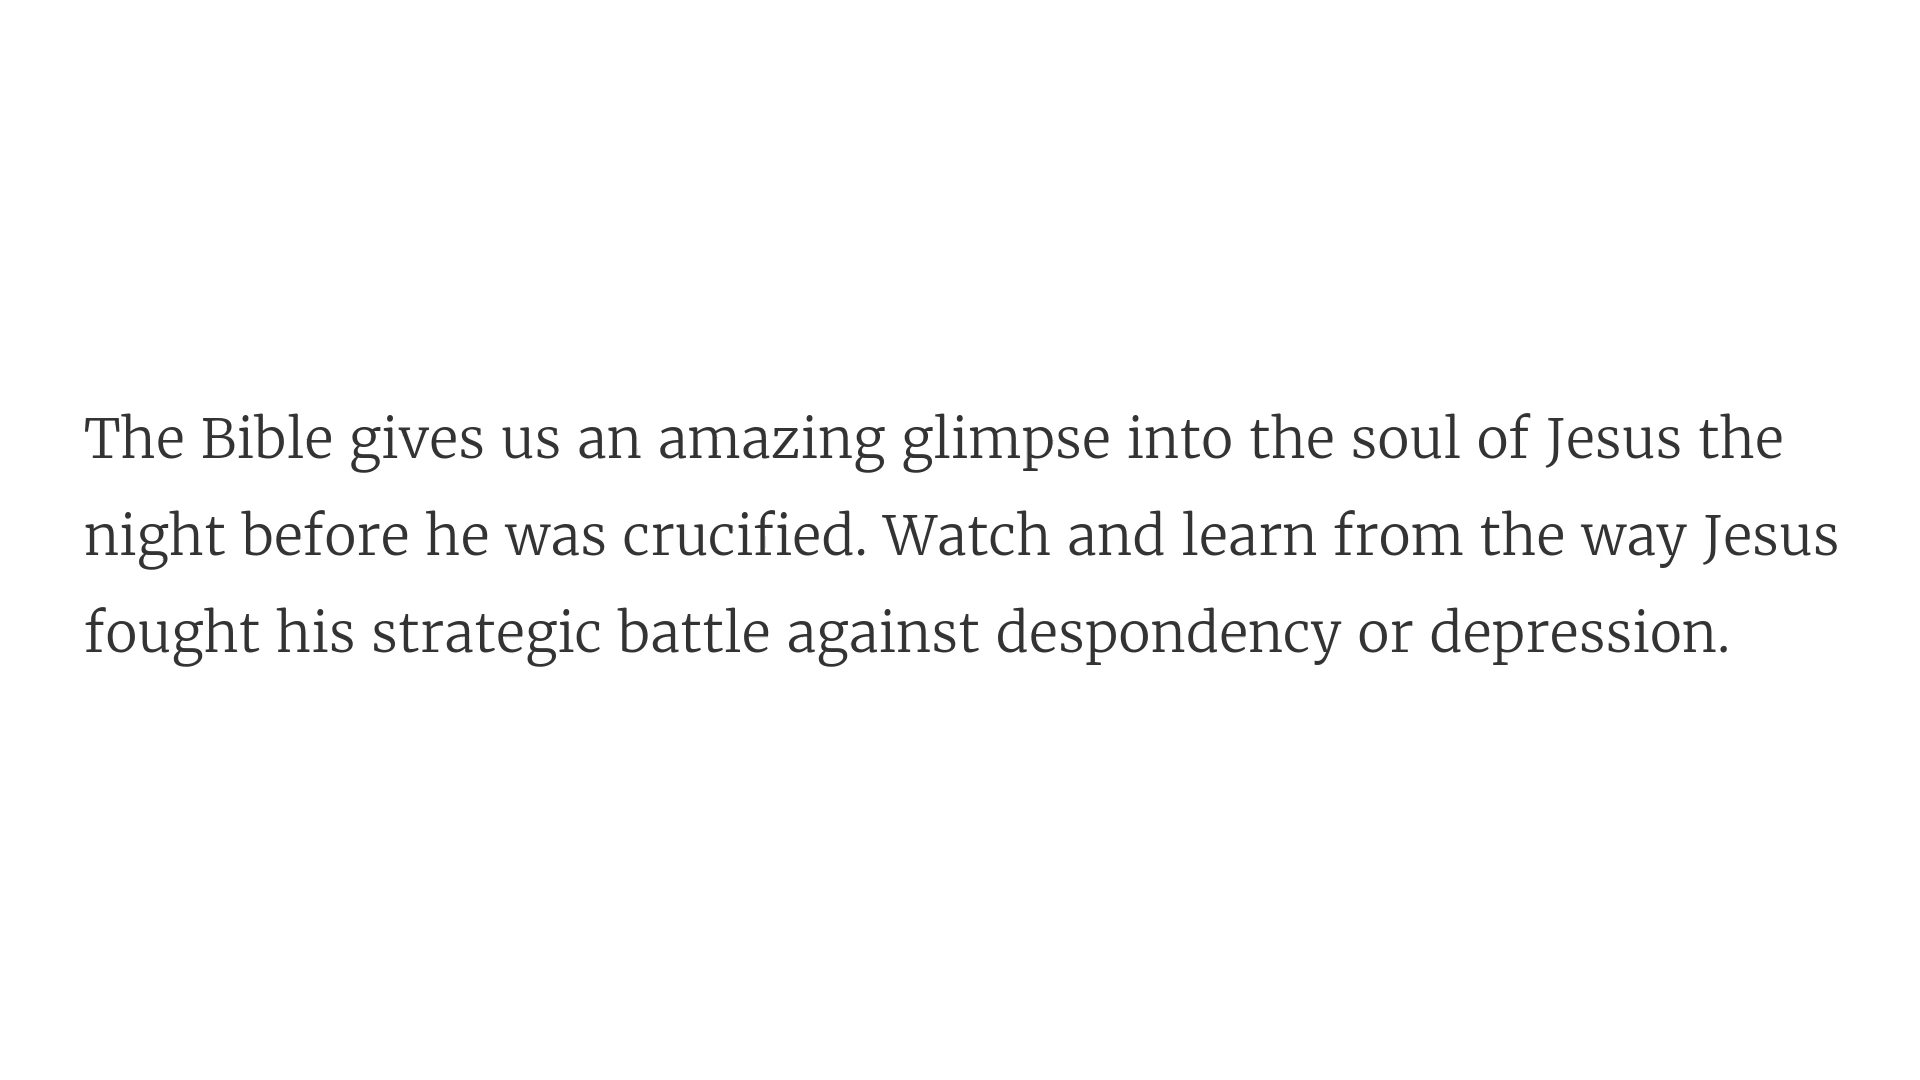 The Bible gives us an amazing glimpse into the soul of Jesus the
night before he was crucified. Watch and learn from the way Jesus
fought his strategic battle against despondency or depression.